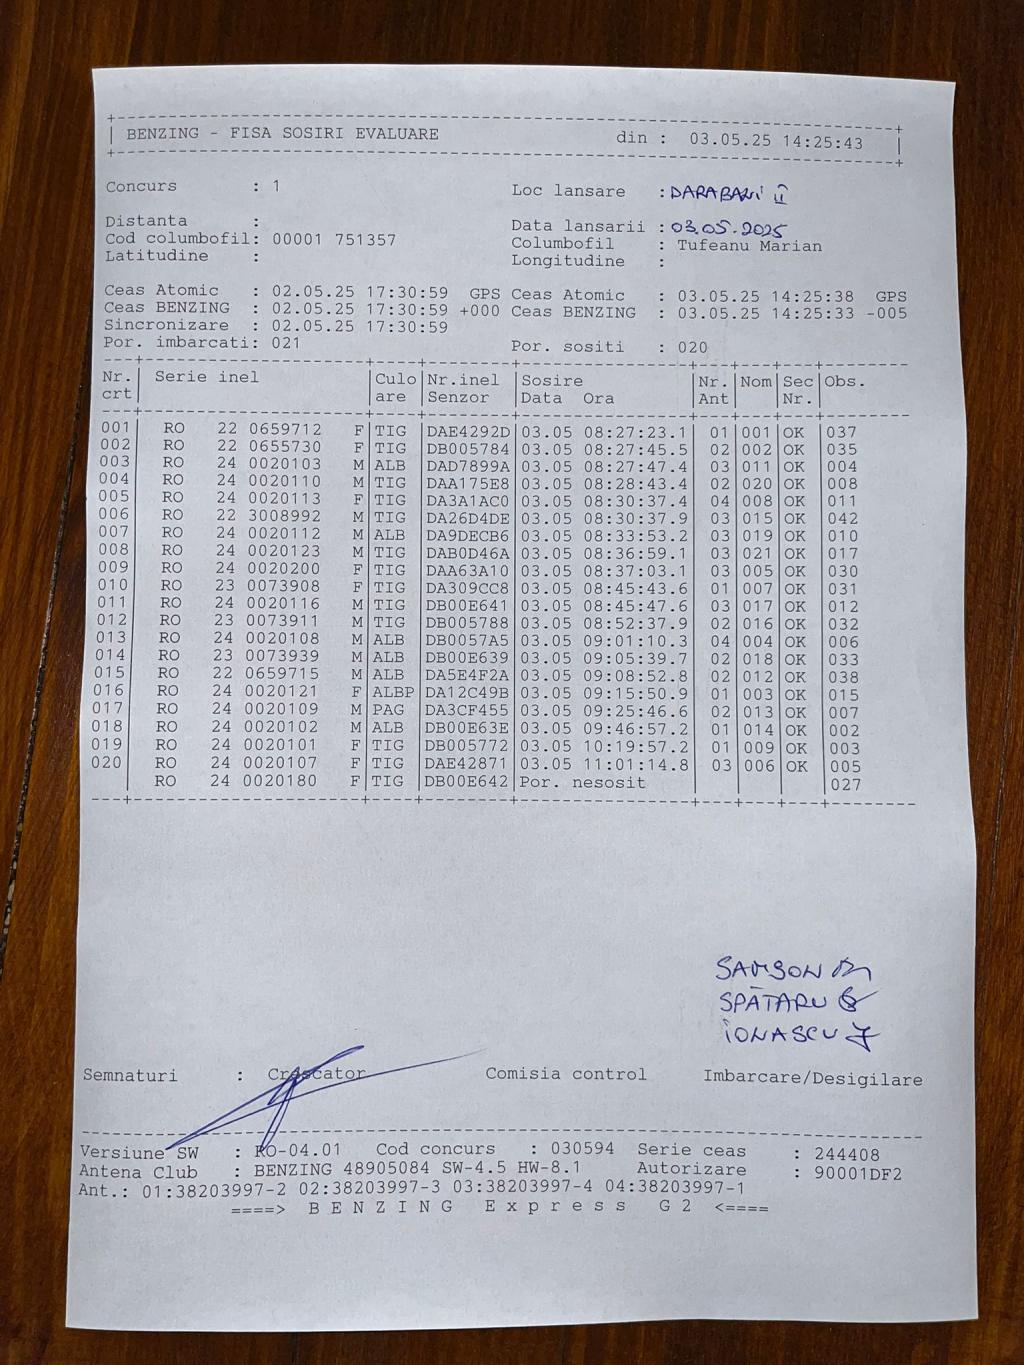 BENZING - FISA SOSIRI EVALUARE din : 03.05.25 14:25:43
Concurs : 1 Loc lansare : DARABANI II
Distanta : Data lansarii : 03.05.2025
Cod columbofil: 00001 751357 Columbofil : Tufeanu Marian
Latitudine : Longitudine :
Ceas Atomic : 02.05.25 17:30:59 GPS Ceas Atomic : 03.05.25 14:25:38 GPS
Ceas BENZING : 02.05.25 17:30:59 +000 Ceas BENZING : 03.05.25 14:25:33 -005
Sincronizare : 02.05.25 17:30:59
Por. imbarcati: 021 Por. sositi : 020
Nr. Serie inel Culo Nr.inel Sosire Nr. Nom Sec Obs.
crt are Senzor Data Ora Ant Nr.
001 RO 22 0659712 F TIG DAE4292D 03.05 08:27:23.1 01 001 OK 037
002 RO 22 0655730 F TIG DB005784 03.05 08:27:45.5 02 002 OK 035
003 RO 24 0020103 M ALB DAD7899A 03.05 08:27:47.4 03 011 OK 004
004 RO 24 0020110 M TIG DAA175E8 03.05 08:28:43.4 02 020 OK 008
005 RO 24 0020113 F TIG DA3A1AC0 03.05 08:30:37.4 04 008 OK 011
006 RO 22 3008992 M TIG DA26D4DE 03.05 08:30:37.9 03 015 OK 042
007 RO 24 0020112 M ALB DA9DECB6 03.05 08:33:53.2 03 019 OK 010
008 RO 24 0020123 M TIG DAB0D46A 03.05 08:36:59.1 03 021 OK 017
009 RO 24 0020200 F TIG DAA63A10 03.05 08:37:03.1 03 005 OK 030
010 RO 23 0073908 F TIG DA309CC8 03.05 08:45:43.6 01 007 OK 031
011 RO 24 0020116 M TIG DB00E641 03.05 08:45:47.6 03 017 OK 012
012 RO 23 0073911 M TIG DB005788 03.05 08:52:37.9 02 016 OK 032
013 RO 24 0020108 M ALB DB0057A5 03.05 09:01:10.3 04 004 OK 006
014 RO 23 0073939 M ALB DB00E639 03.05 09:05:39.7 02 018 OK 033
015 RO 22 0659715 M ALB DA5E4F2A 03.05 09:08:52.8 02 012 OK 038
016 RO 24 0020121 F ALBP DA12C49B 03.05 09:15:50.9 01 003 OK 015
017 RO 24 0020109 M PAG DA3CF455 03.05 09:25:46.6 02 013 OK 007
018 RO 24 0020102 M ALB DB00E63E 03.05 09:46:57.2 01 014 OK 002
019 RO 24 0020101 F TIG DB005772 03.05 10:19:57.2 01 009 OK 003
020 RO 24 0020107 F TIG DAE42871 03.05 11:01:14.8 03 006 OK 005
RO 24 0020180 F TIG DB00E642 Por. nesosit 027
SAMSON
SPĂTARU
IONASCU
Semnaturi : Crescator Comisia control Imbarcare/Desigilare
Versiune SW : RO-04.01 Cod concurs : 030594 Serie ceas : 244408
Antena Club : BENZING 48905084 SW-4.5 HW-8.1 Autorizare : 90001DF2
Ant.: 01:38203997-2 02:38203997-3 03:38203997-4 04:38203997-1
====> B E N Z I N G E x p r e s s G 2 <====